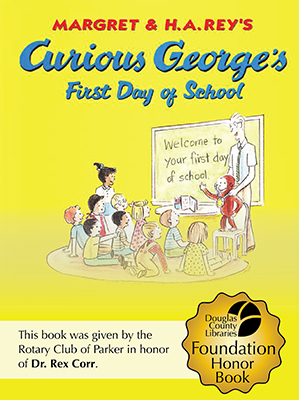 MARGRET & H.A.REY'S
Curious George's
First Day of School
Welcome to
your first day
of school.
This book was given by the
Rotary Club of Parker in honor
of Dr. Rex Corr.
Douglas
County
Libraries
Foundation
Honor
Book